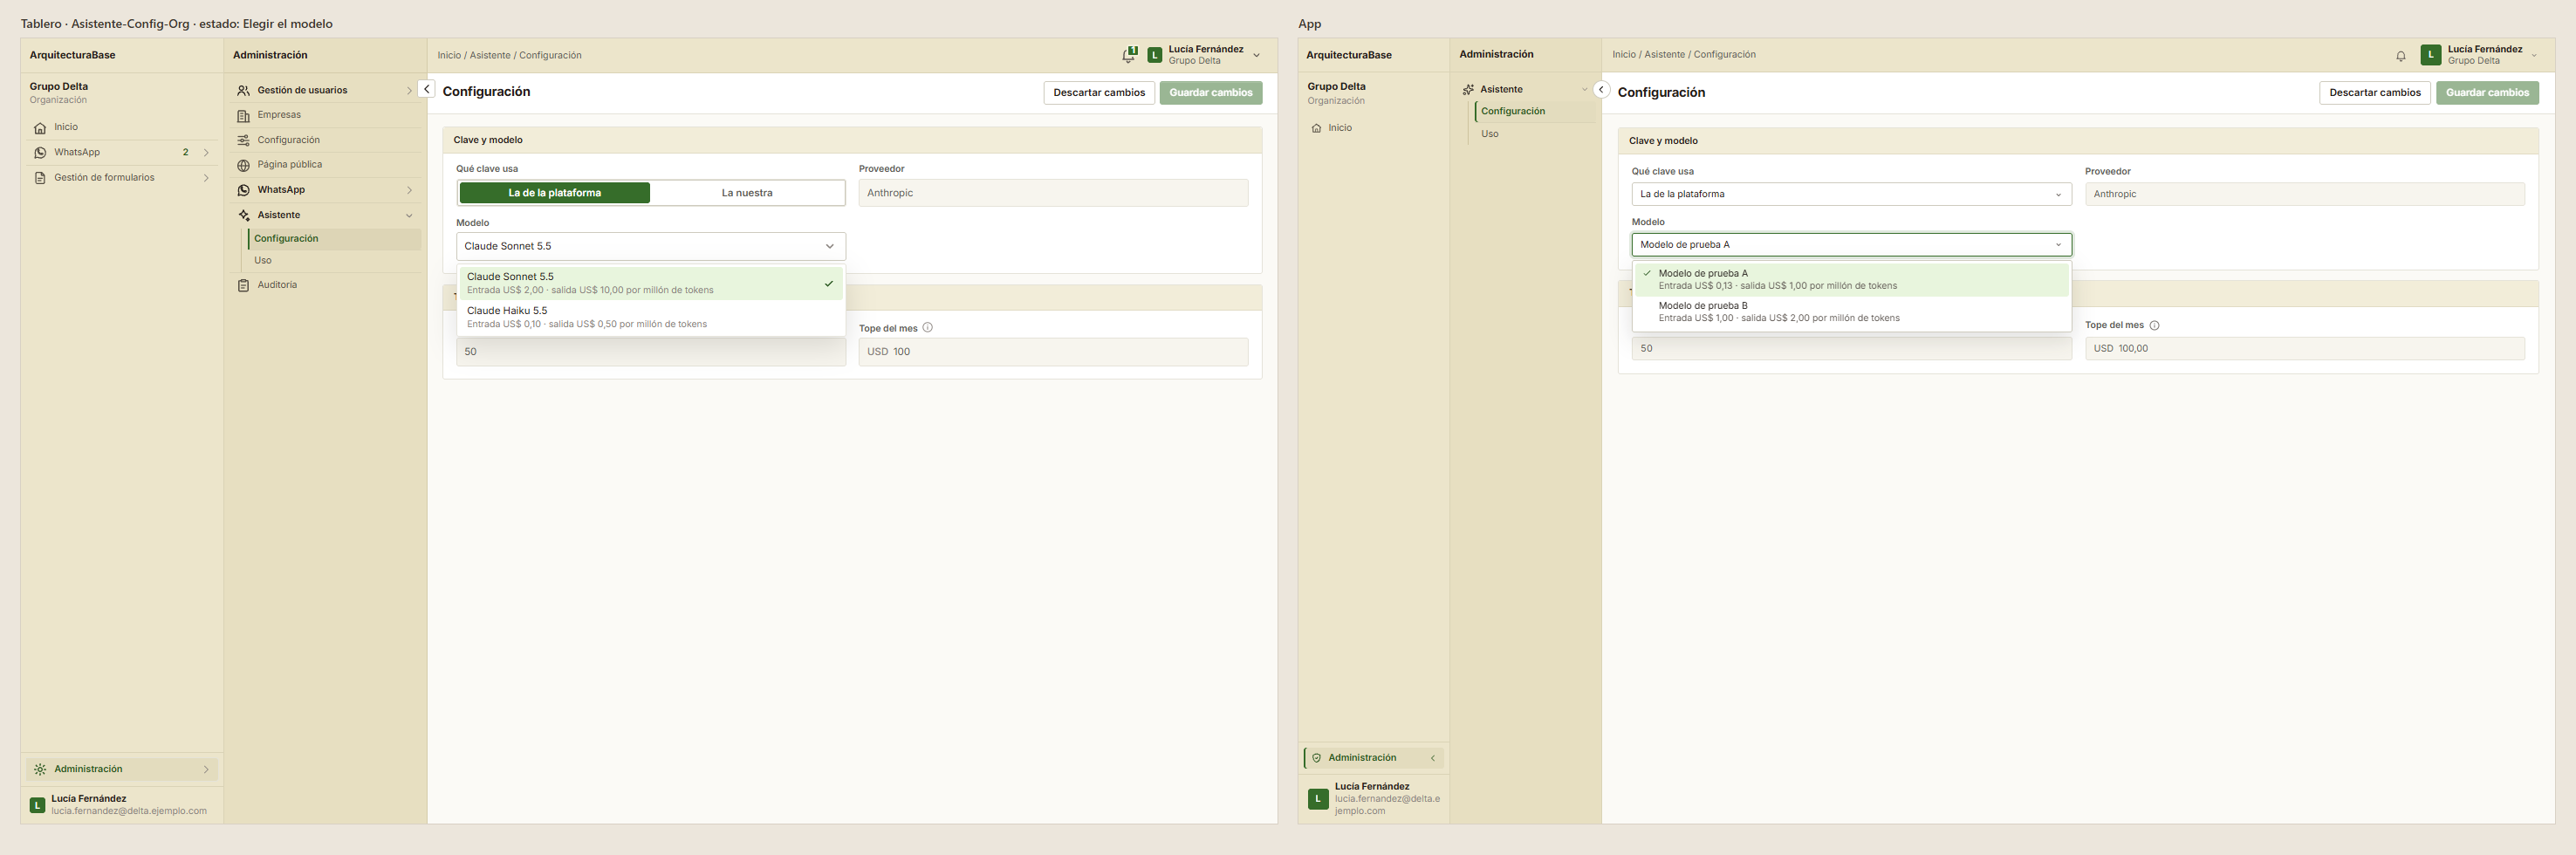 Tablero · Asistente-Config-Org · estado: Elegir el modelo
ArquitecturaBase
Grupo Delta
Organización
Inicio
WhatsApp 2
Gestión de formularios
Administración
Lucía Fernández
lucia.fernandez@delta.ejemplo.com
L
Administración
Gestión de usuarios
Empresas
Configuración
Página pública
WhatsApp
Asistente
Configuración
Uso
Auditoría
Inicio / Asistente / Configuración
1
L
Lucía Fernández
Grupo Delta
Configuración
Descartar cambios
Guardar cambios
Clave y modelo
Qué clave usa
La de la plataforma
La nuestra
Proveedor
Anthropic
Modelo
Claude Sonnet 5.5
Claude Sonnet 5.5
Entrada US$ 2,00 · salida US$ 10,00 por millón de tokens
Claude Haiku 5.5
Entrada US$ 0,10 · salida US$ 0,50 por millón de tokens
50
Tope del mes
USD 100
App
ArquitecturaBase
Grupo Delta
Organización
Inicio
Administración
L
Lucía Fernández
lucia.fernandez@delta.e
jemplo.com
Administración
Asistente
Configuración
Uso
Inicio / Asistente / Configuración
L
Lucía Fernández
Grupo Delta
Configuración
Descartar cambios
Guardar cambios
Clave y modelo
Qué clave usa
La de la plataforma
Proveedor
Anthropic
Modelo
Modelo de prueba A
Modelo de prueba A
Entrada US$ 0,13 · salida US$ 1,00 por millón de tokens
Modelo de prueba B
Entrada US$ 1,00 · salida US$ 2,00 por millón de tokens
50
Tope del mes
USD 100,00